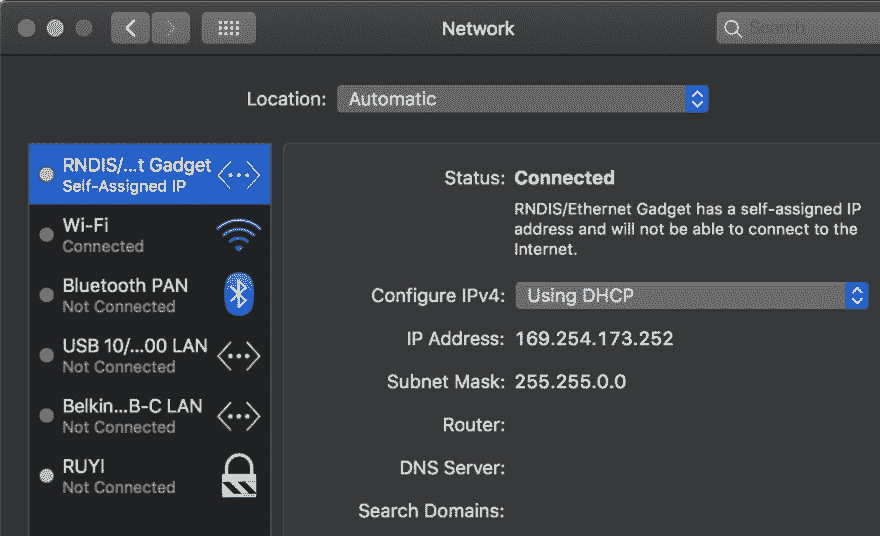 Network
Search
Location: Automatic
RNDIS/...t Gadget
Self-Assigned IP
Wi-Fi
Connected
Bluetooth PAN
Not Connected
USB 10/...00 LAN
Not Connected
Belkin...B-C LAN
Not Connected
RUYI
Not Connected
Status: Connected
RNDIS/Ethernet Gadget has a self-assigned IP
address and will not be able to connect to the
Internet.
Configure IPv4: Using DHCP
IP Address: 169.254.173.252
Subnet Mask: 255.255.0.0
Router:
DNS Server:
Search Domains: